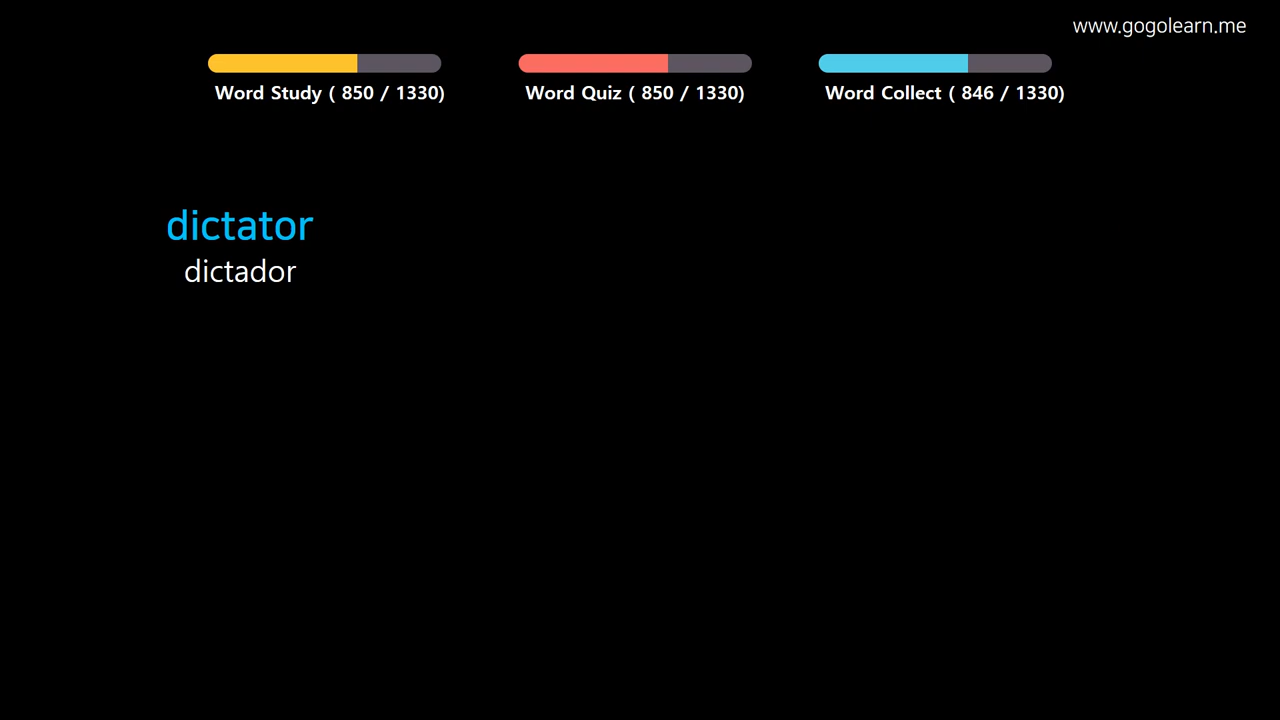 www.gogolearn.me
Word Study ( 850 / 1330)
Word Quiz ( 850 / 1330)
Word Collect ( 846 / 1330)
dictator
dictador